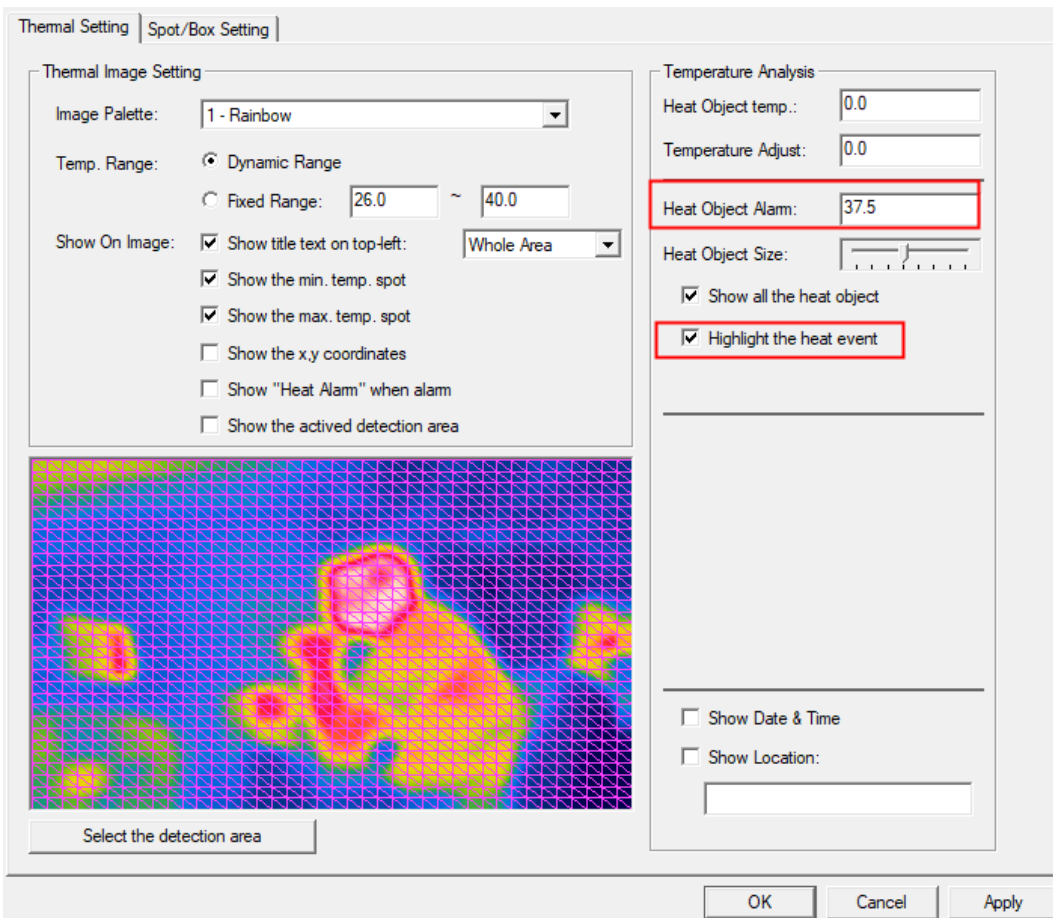 Thermal Setting
Spot/Box Setting
Thermal Image Setting
Image Palette: 1 - Rainbow
Temp. Range: Dynamic Range
Fixed Range: 26.0 ~ 40.0
Show On Image: Show title text on top-left: Whole Area
Show the min. temp. spot
Show the max. temp. spot
Show the x,y coordinates
Show "Heat Alarm" when alarm
Show the actived detection area
Select the detection area
Temperature Analysis
Heat Object temp.: 0.0
Temperature Adjust: 0.0
Heat Object Alarm: 37.5
Heat Object Size:
Show all the heat object
Highlight the heat event
Show Date & Time
Show Location:
OK Cancel Apply